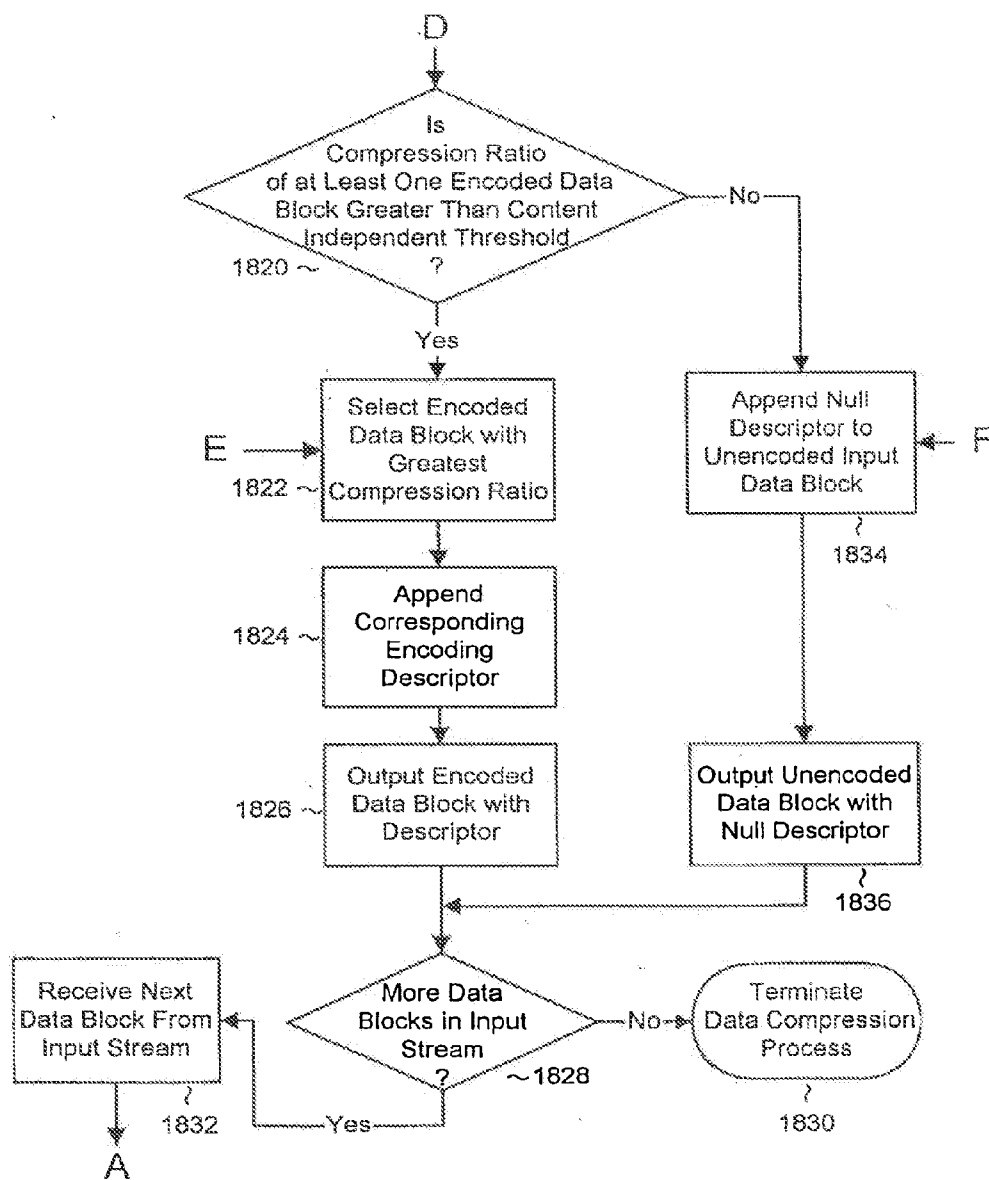 D
Is
Compression Ratio
of at Least One Encoded Data
Block Greater Than Content
Independent Threshold
?
1820
No
Yes
E
Select Encoded
Data Block with
Greatest
Compression Ratio
1822
Append Null
Descriptor to
Unencoded Input
Data Block
F
1834
Append
Corresponding
Encoding
Descriptor
1824
Output Encoded
Data Block with
Descriptor
1826
Output Unencoded
Data Block with
Null Descriptor
1836
Receive Next
Data Block From
Input Stream
1832
A
More Data
Blocks in Input
Stream
?
1828
Yes
No
Terminate
Data Compression
Process
1830